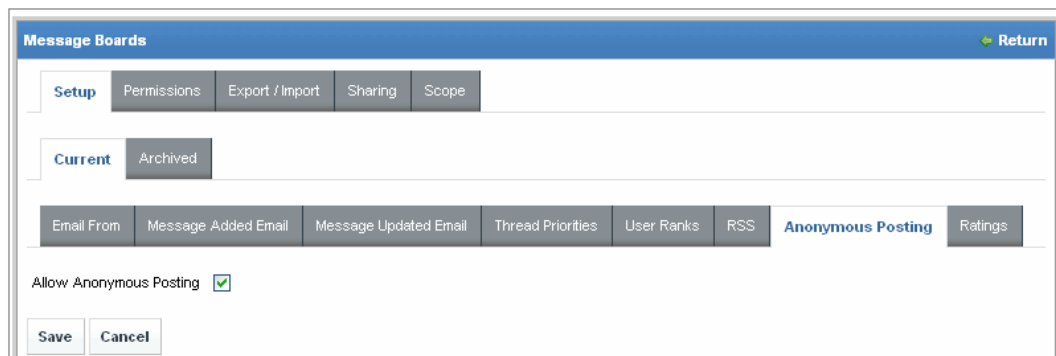 Message Boards Return
Setup Permissions Export / Import Sharing Scope
Current Archived
Email From Message Added Email Message Updated Email Thread Priorities User Ranks RSS Anonymous Posting Ratings
Allow Anonymous Posting
Save Cancel